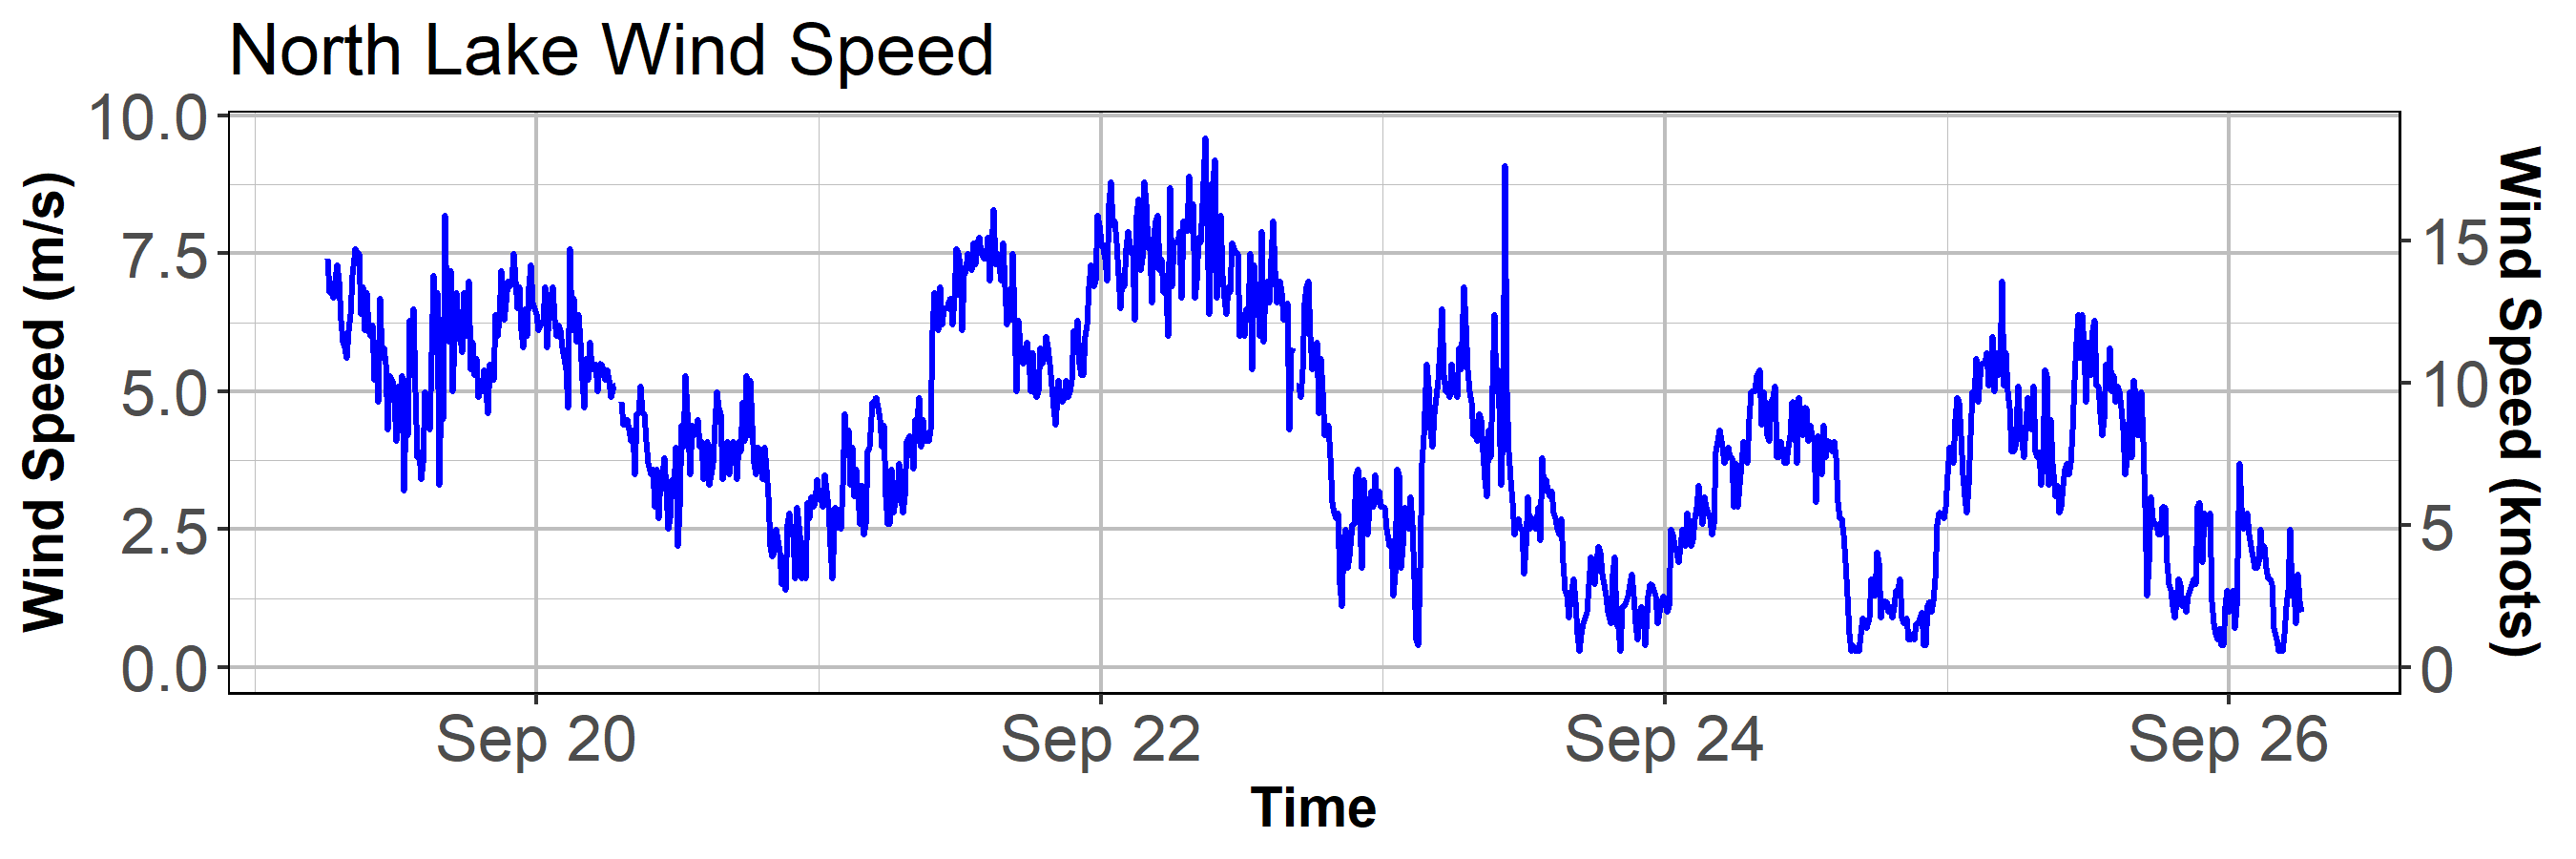 North Lake Wind Speed
10.0
7.5
5.0
2.5
0.0
Wind Speed (m/s)
15
10
5
0
Wind Speed (knots)
Sep 20
Sep 22
Sep 24
Sep 26
Time